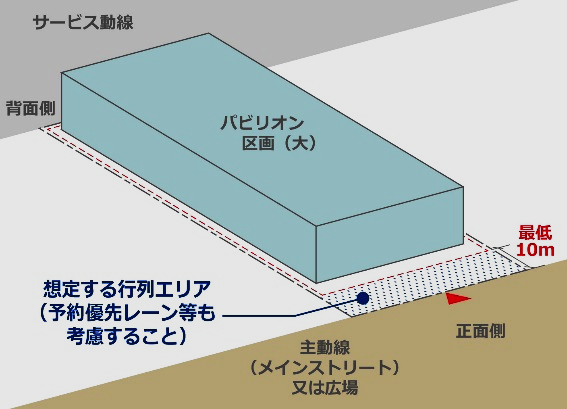 サービス動線
背面側
パビリオン
区画（大）
最低
10m
想定する行列エリア
（予約優先レーン等も
考慮すること）
正面側
主動線
（メインストリート）
又は広場